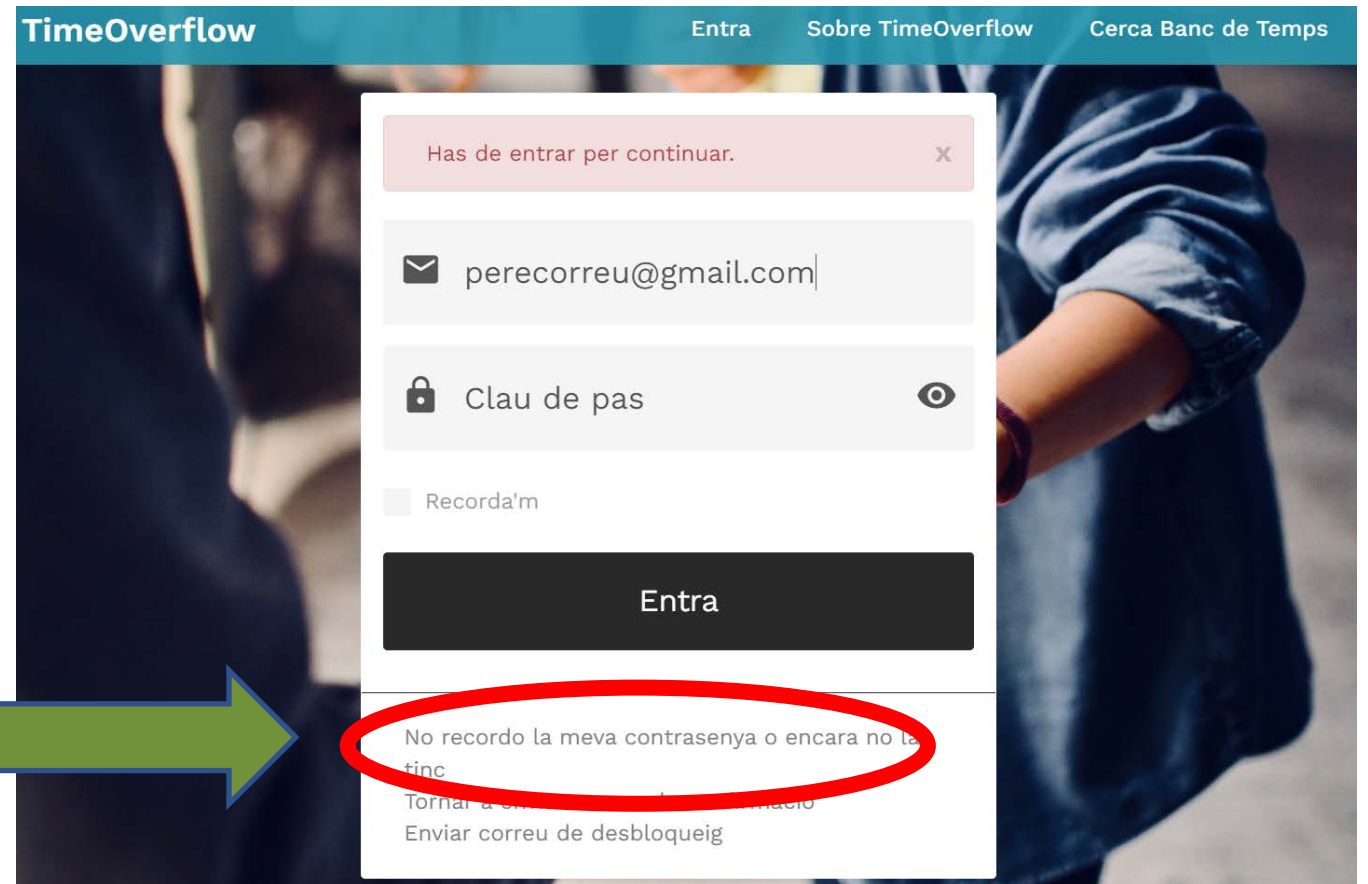 TimeOverflow Entra Sobre TimeOverflow Cerca Banc de Temps
Has de entrar per continuar. x
perecorreu@gmail.com
Clau de pas
Recorda'm
Entra
No recordo la meva contrasenya o encara no la
tinc
Tornar a
Enviar correu de desbloqueig